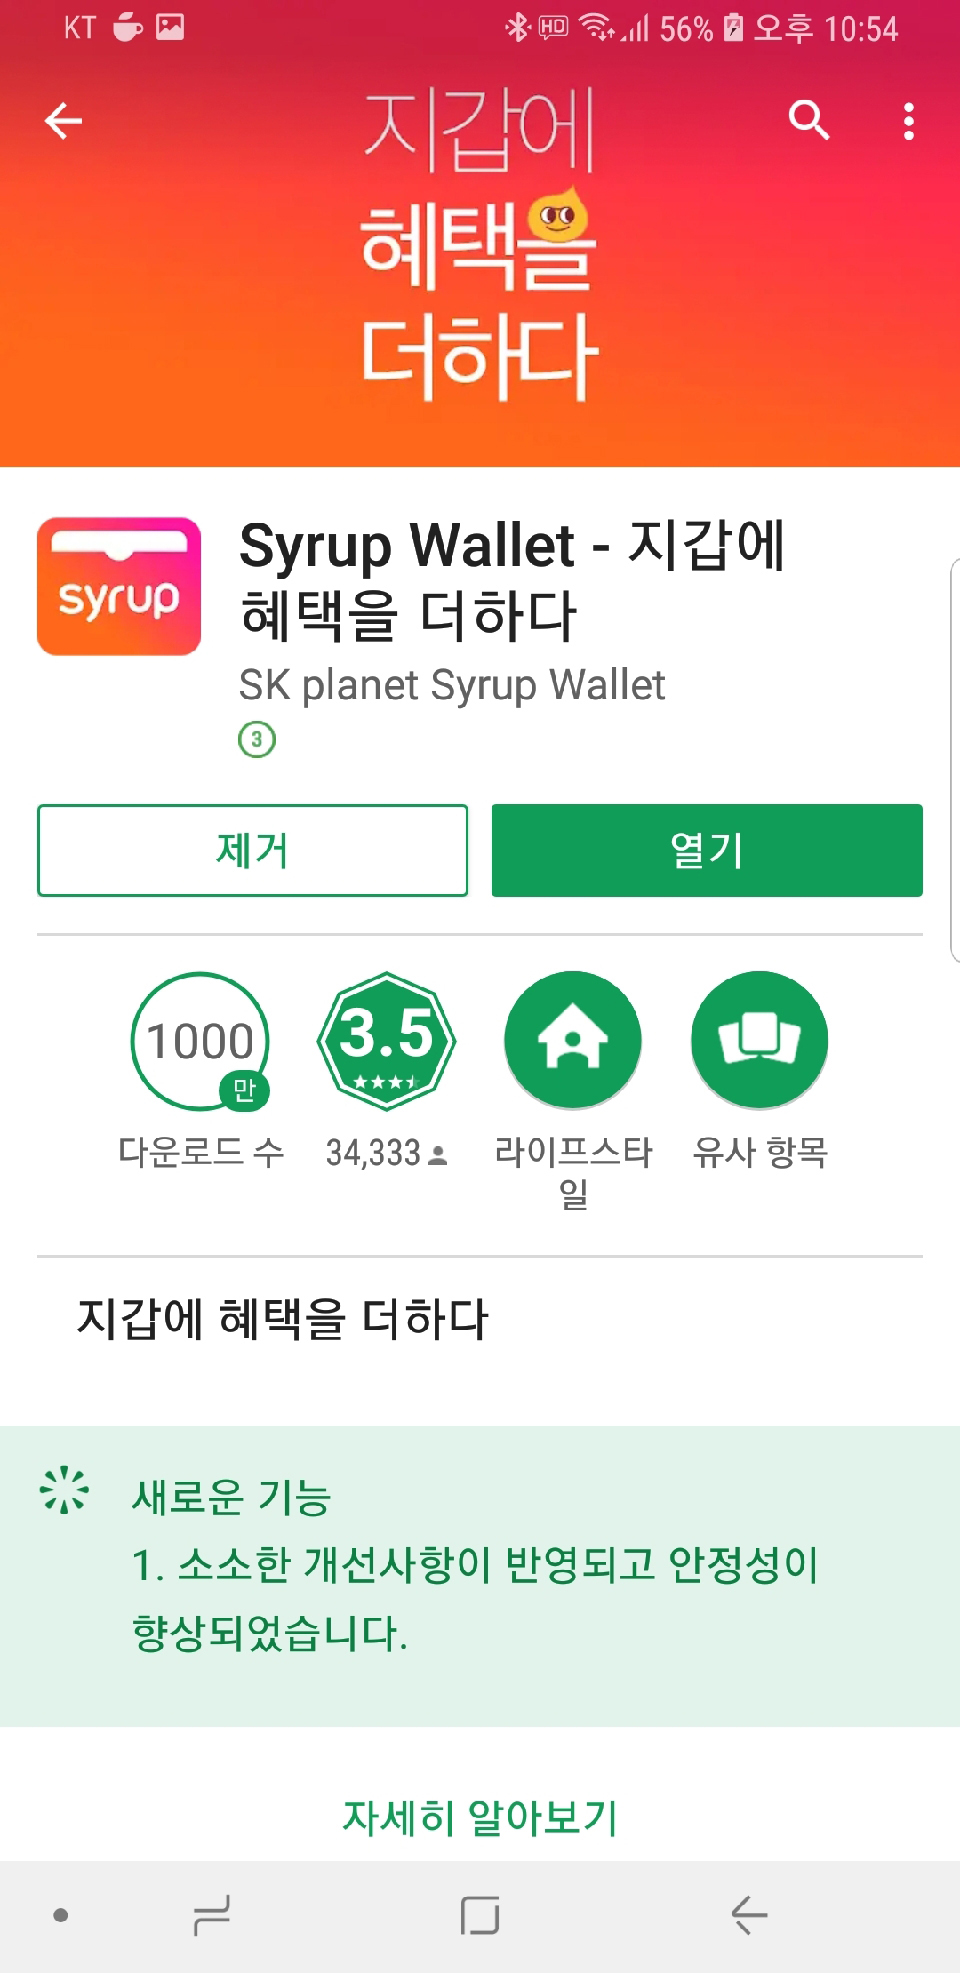 KT HD 56% 오후 10:54
지갑에
혜택을
더하다
syrup
Syrup Wallet - 지갑에
혜택을 더하다
SK planet Syrup Wallet
3
제거 열기
1000 3.5
만
다운로드 수 34,333 라이프스타 유사 항목
일
지갑에 혜택을 더하다
새로운 기능
1. 소소한 개선사항이 반영되고 안정성이
향상되었습니다.
자세히 알아보기